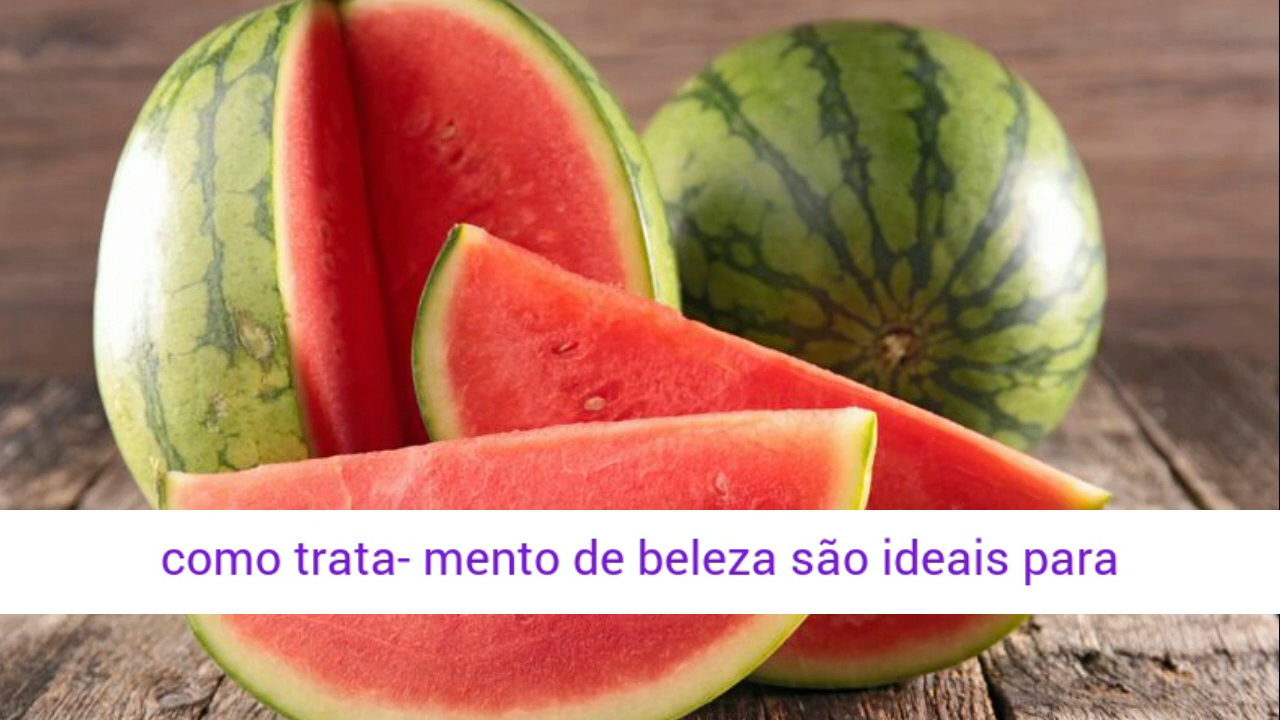 como trata- mento de beleza são ideais para